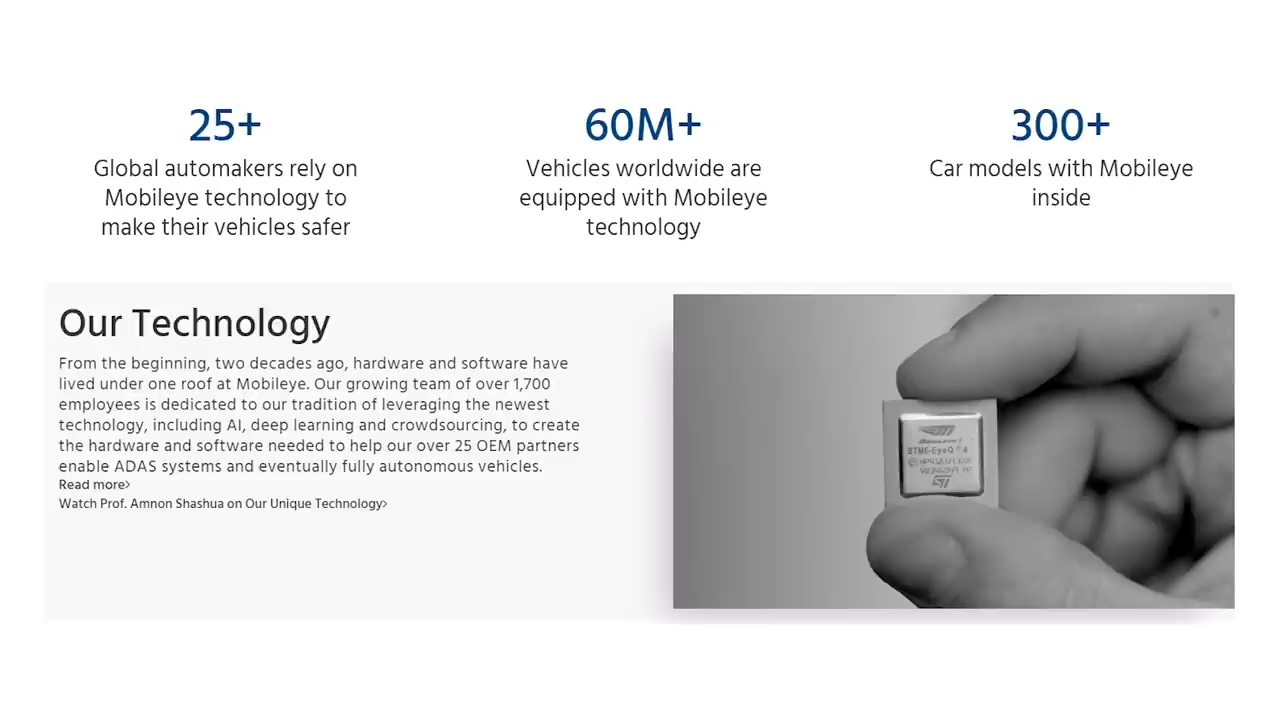 25+
Global automakers rely on
Mobileye technology to
make their vehicles safer
60M+
Vehicles worldwide are
equipped with Mobileye
technology
300+
Car models with Mobileye
inside
Our Technology
From the beginning, two decades ago, hardware and software have
lived under one roof at Mobileye. Our growing team of over 1,700
employees is dedicated to our tradition of leveraging the newest
technology, including AI, deep learning and crowdsourcing, to create
the hardware and software needed to help our over 25 OEM partners
enable ADAS systems and eventually fully autonomous vehicles.
Read more>
Watch Prof. Amnon Shashua on Our Unique Technology>
EyeQ
4
ST